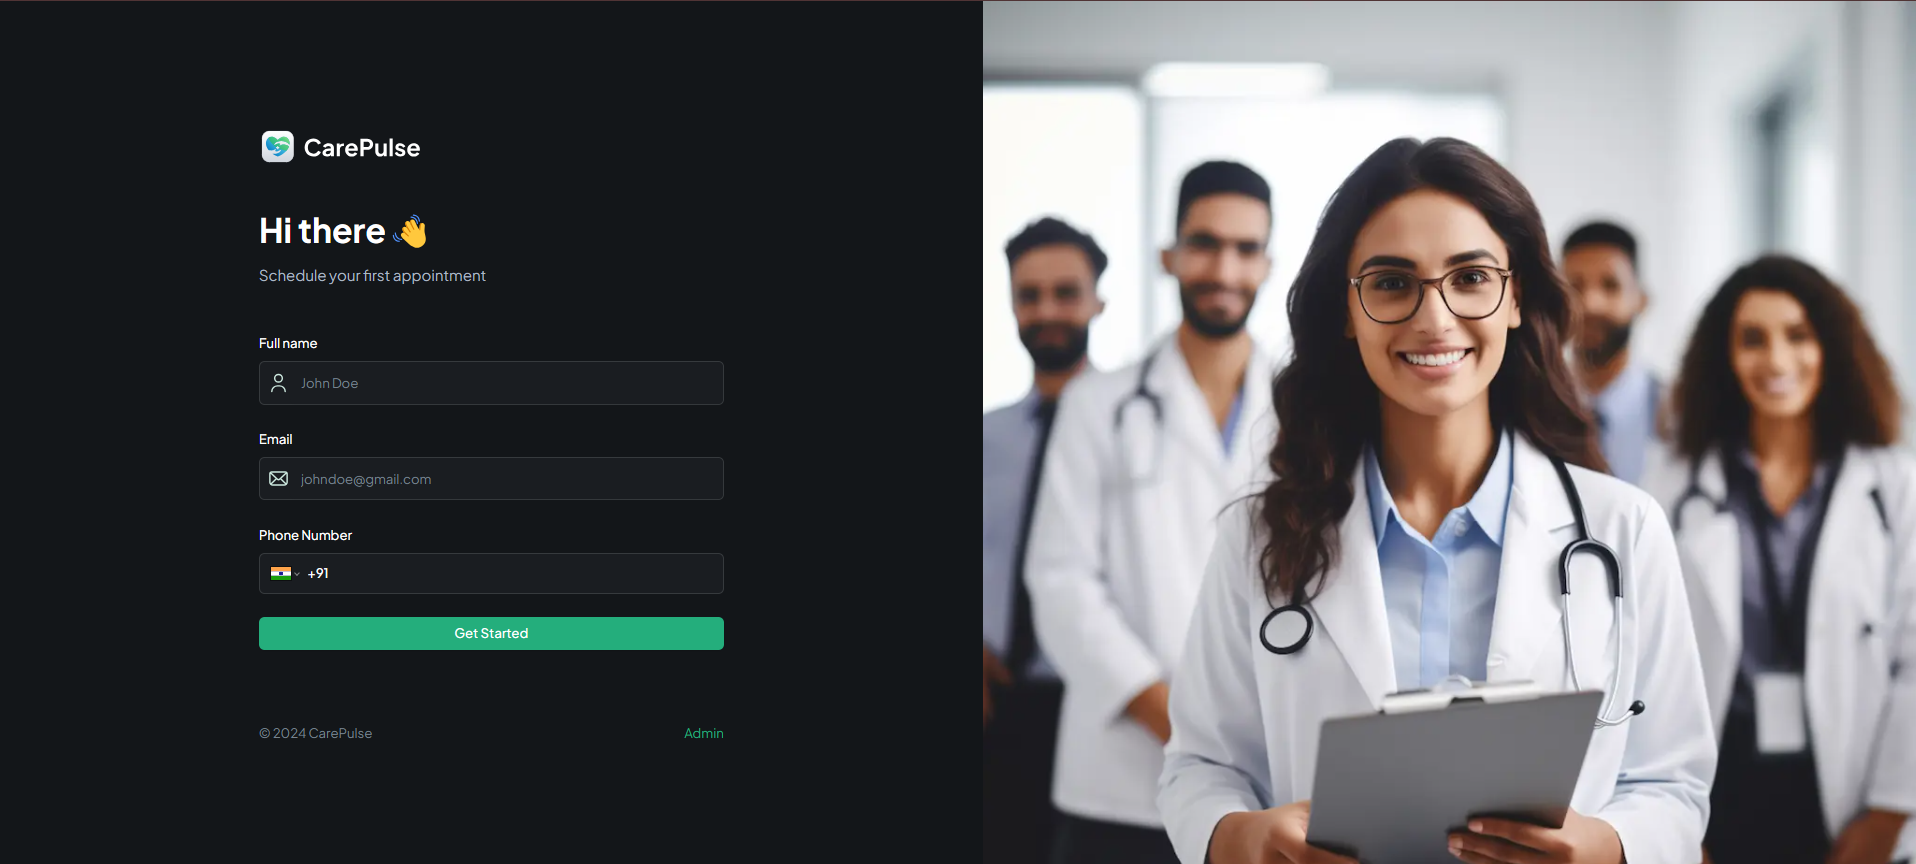 CarePulse
Hi there 👋
Schedule your first appointment
Full name
John Doe
Email
johndoe@gmail.com
Phone Number
+91
Get Started
© 2024 CarePulse
Admin